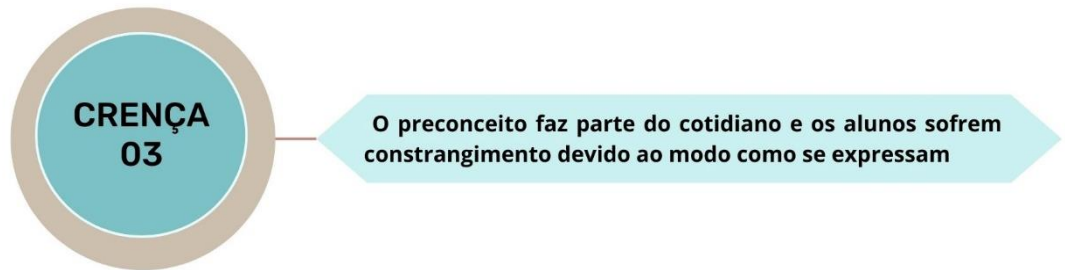 CRENÇA
03
O preconceito faz parte do cotidiano e os alunos sofrem
constrangimento devido ao modo como se expressam